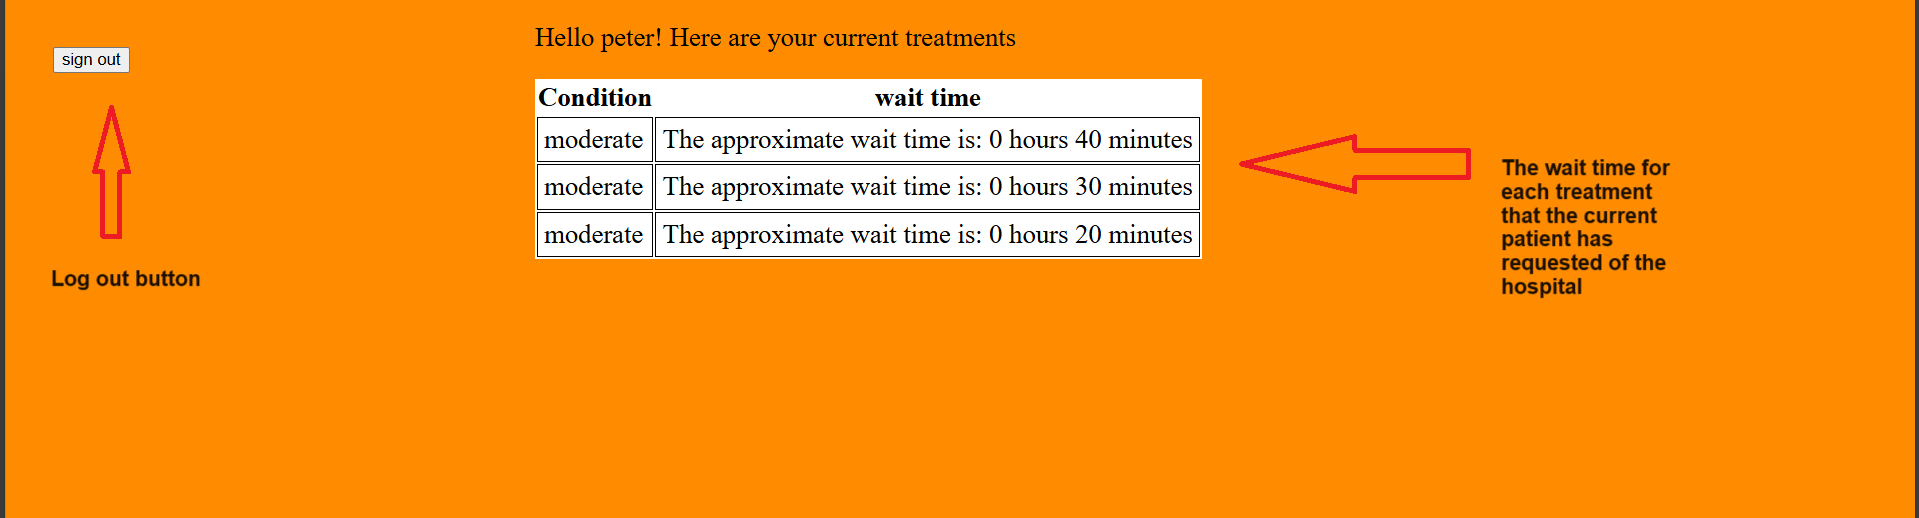 sign out
Log out button
Hello peter! Here are your current treatments
Condition wait time
moderate The approximate wait time is: 0 hours 40 minutes
moderate The approximate wait time is: 0 hours 30 minutes
moderate The approximate wait time is: 0 hours 20 minutes
The wait time for
each treatment
that the current
patient has
requested of the
hospital